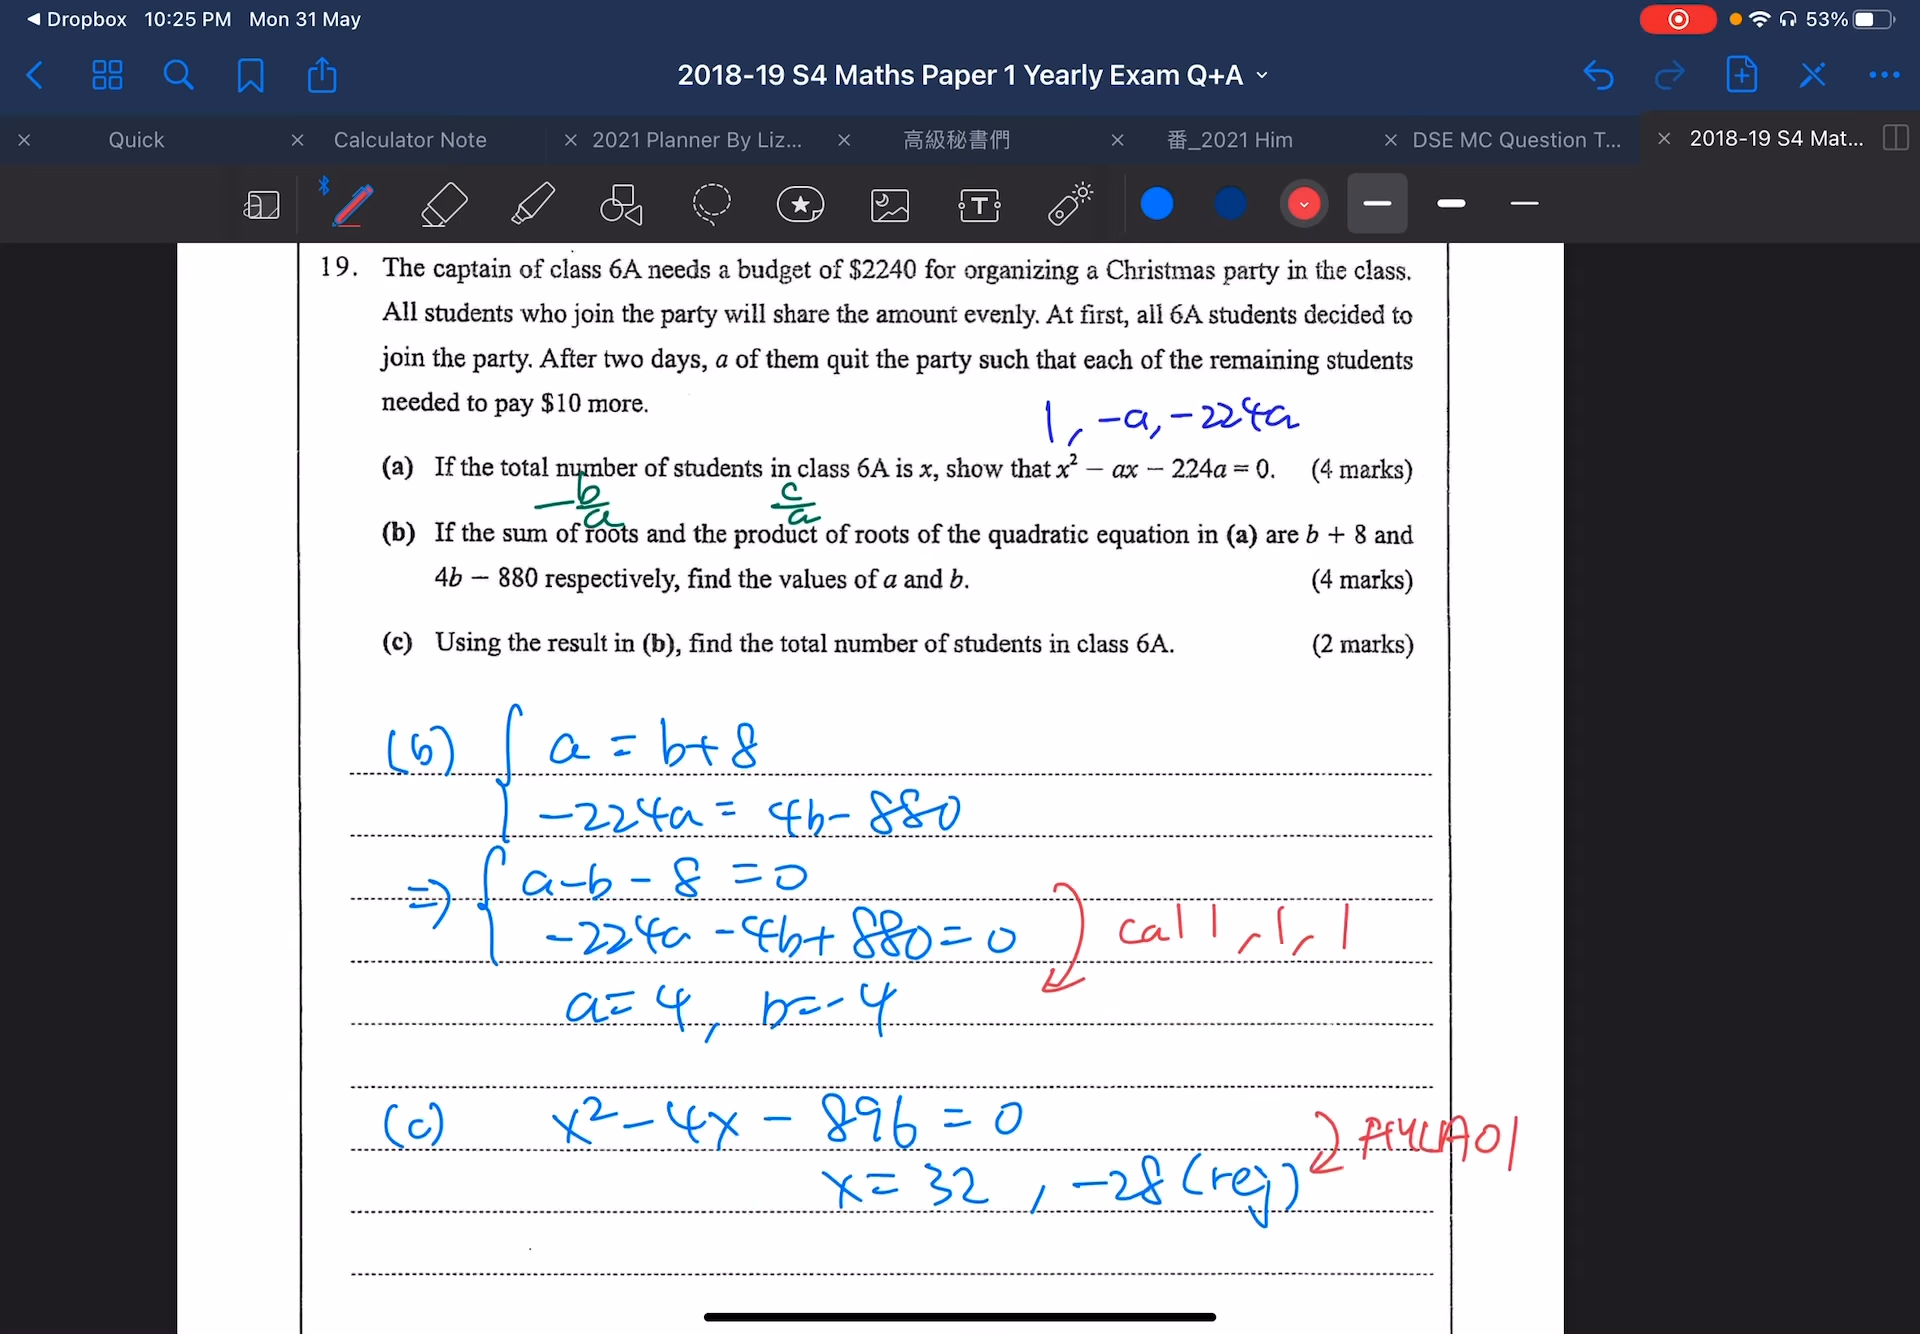 Dropbox 10:25 PM Mon 31 May 53%
2018-19 S4 Maths Paper 1 Yearly Exam Q+A
Quick Calculator Note 2021 Planner By Liz... 高級秘書們 番_2021 Him DSE MC Question T... 2018-19 S4 Mat...
19. The captain of class 6A needs a budget of $2240 for organizing a Christmas party in the class.
All students who join the party will share the amount evenly. At first, all 6A students decided to
join the party. After two days, a of them quit the party such that each of the remaining students
needed to pay $10 more.
1, -a, -224a
(a) If the total number of students in class 6A is x, show that x² − ax − 224a = 0. (4 marks)
-b/a c/a
(b) If the sum of roots and the product of roots of the quadratic equation in (a) are b + 8 and
4b − 880 respectively, find the values of a and b. (4 marks)
(c) Using the result in (b), find the total number of students in class 6A. (2 marks)
(b) a = b+8
-224a = 4b-880
⇒ a-b-8 = 0
-224a-4b+880=0 cal 1, 1, 1
a=4, b=-4
(c) x²-4x-896=0
x=32, -28 (rej)